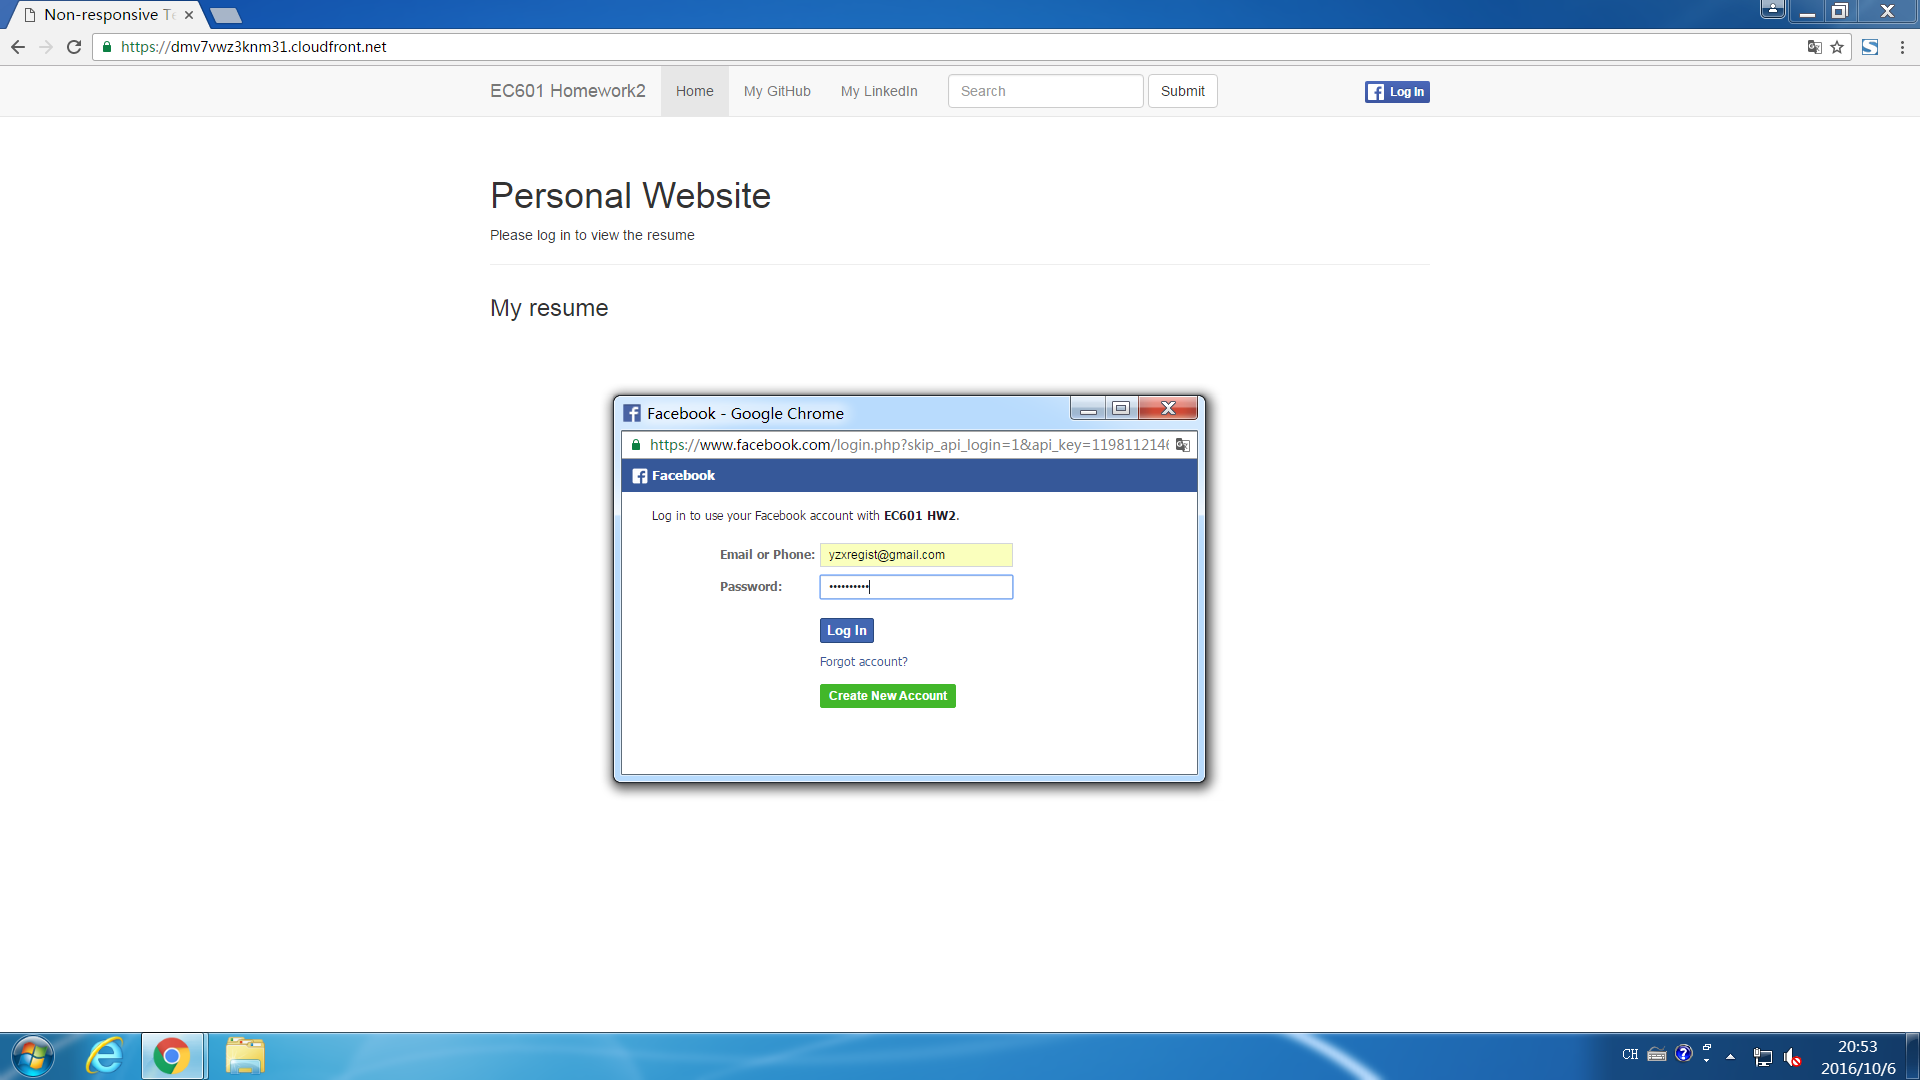 Non-responsive Te
https://dmv7vwz3knm31.cloudfront.net
EC601 Homework2 Home My GitHub My LinkedIn Search Submit Log In
Personal Website
Please log in to view the resume
My resume
Facebook - Google Chrome
https://www.facebook.com/login.php?skip_api_login=1&api_key=1198112146
Facebook
Log in to use your Facebook account with EC601 HW2.
Email or Phone: yzxregist@gmail.com
Password: ••••••••••
Log In
Forgot account?
Create New Account
CH
20:53
2016/10/6